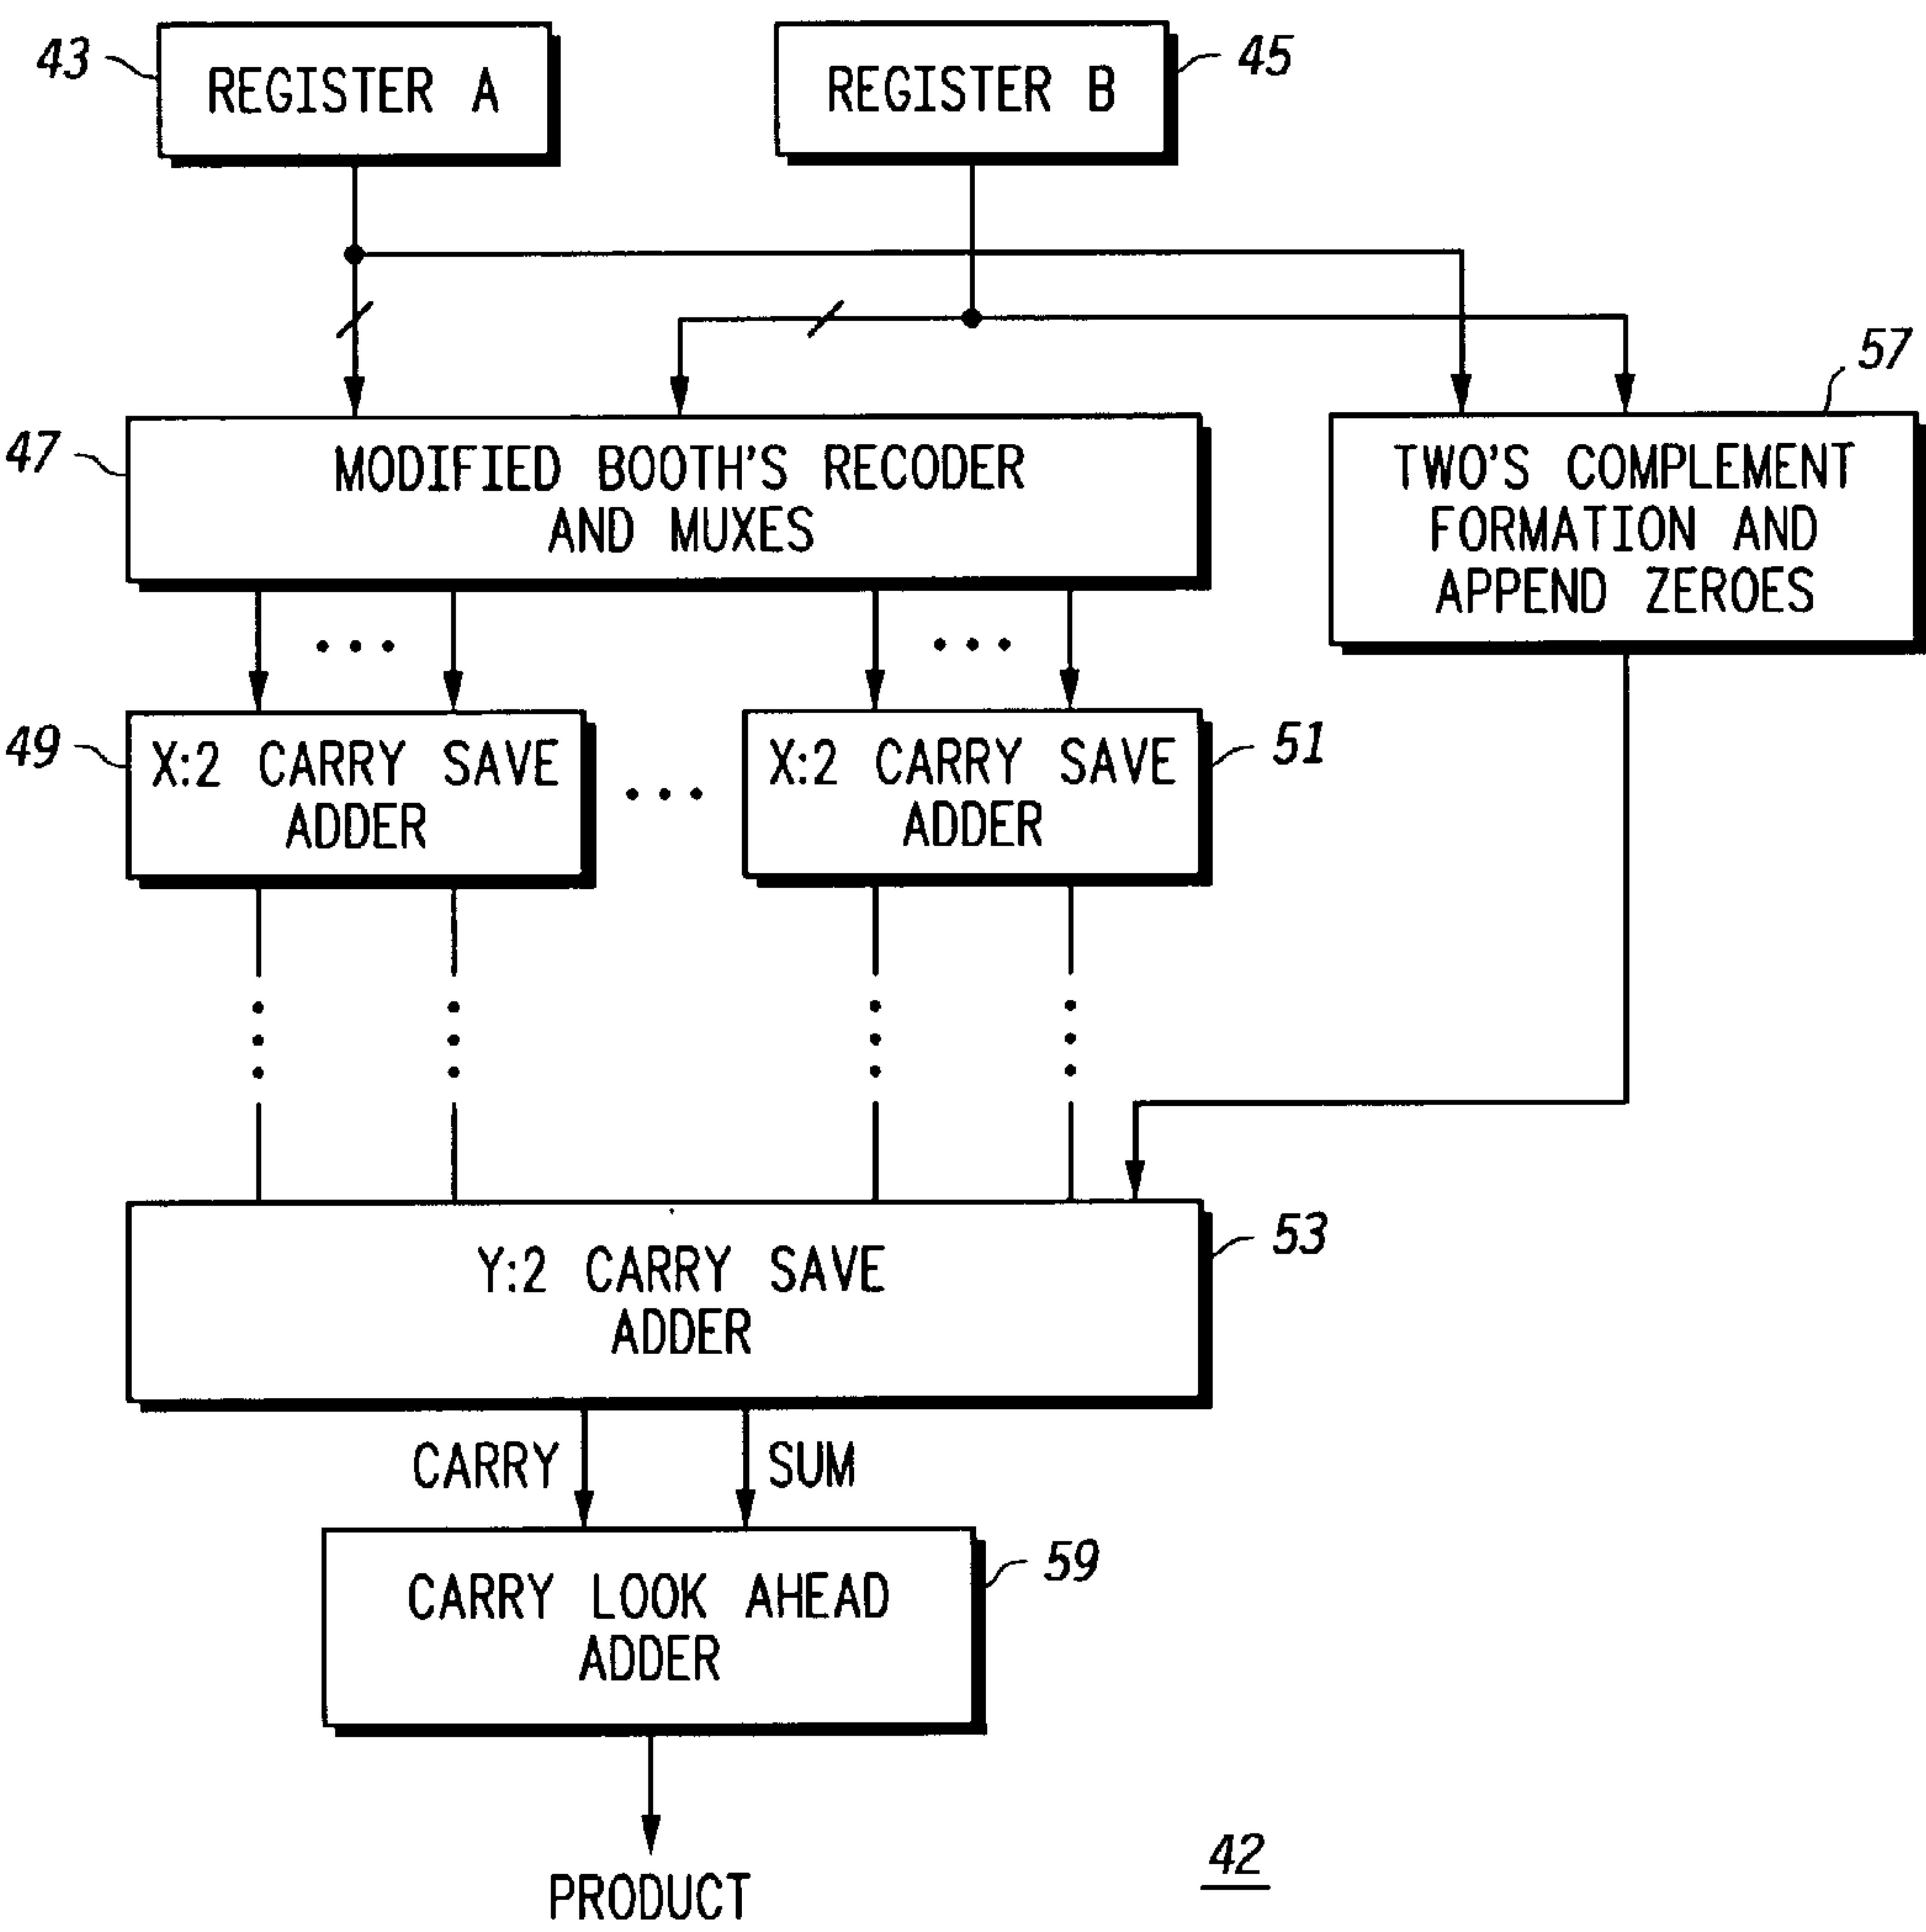 43
REGISTER A
REGISTER B
45
57
47
MODIFIED BOOTH'S RECODER
AND MUXES
TWO'S COMPLEMENT
FORMATION AND
APPEND ZEROES
49
X:2 CARRY SAVE
ADDER
X:2 CARRY SAVE
ADDER
51
Y:2 CARRY SAVE
ADDER
53
CARRY
SUM
CARRY LOOK AHEAD
ADDER
59
PRODUCT
42